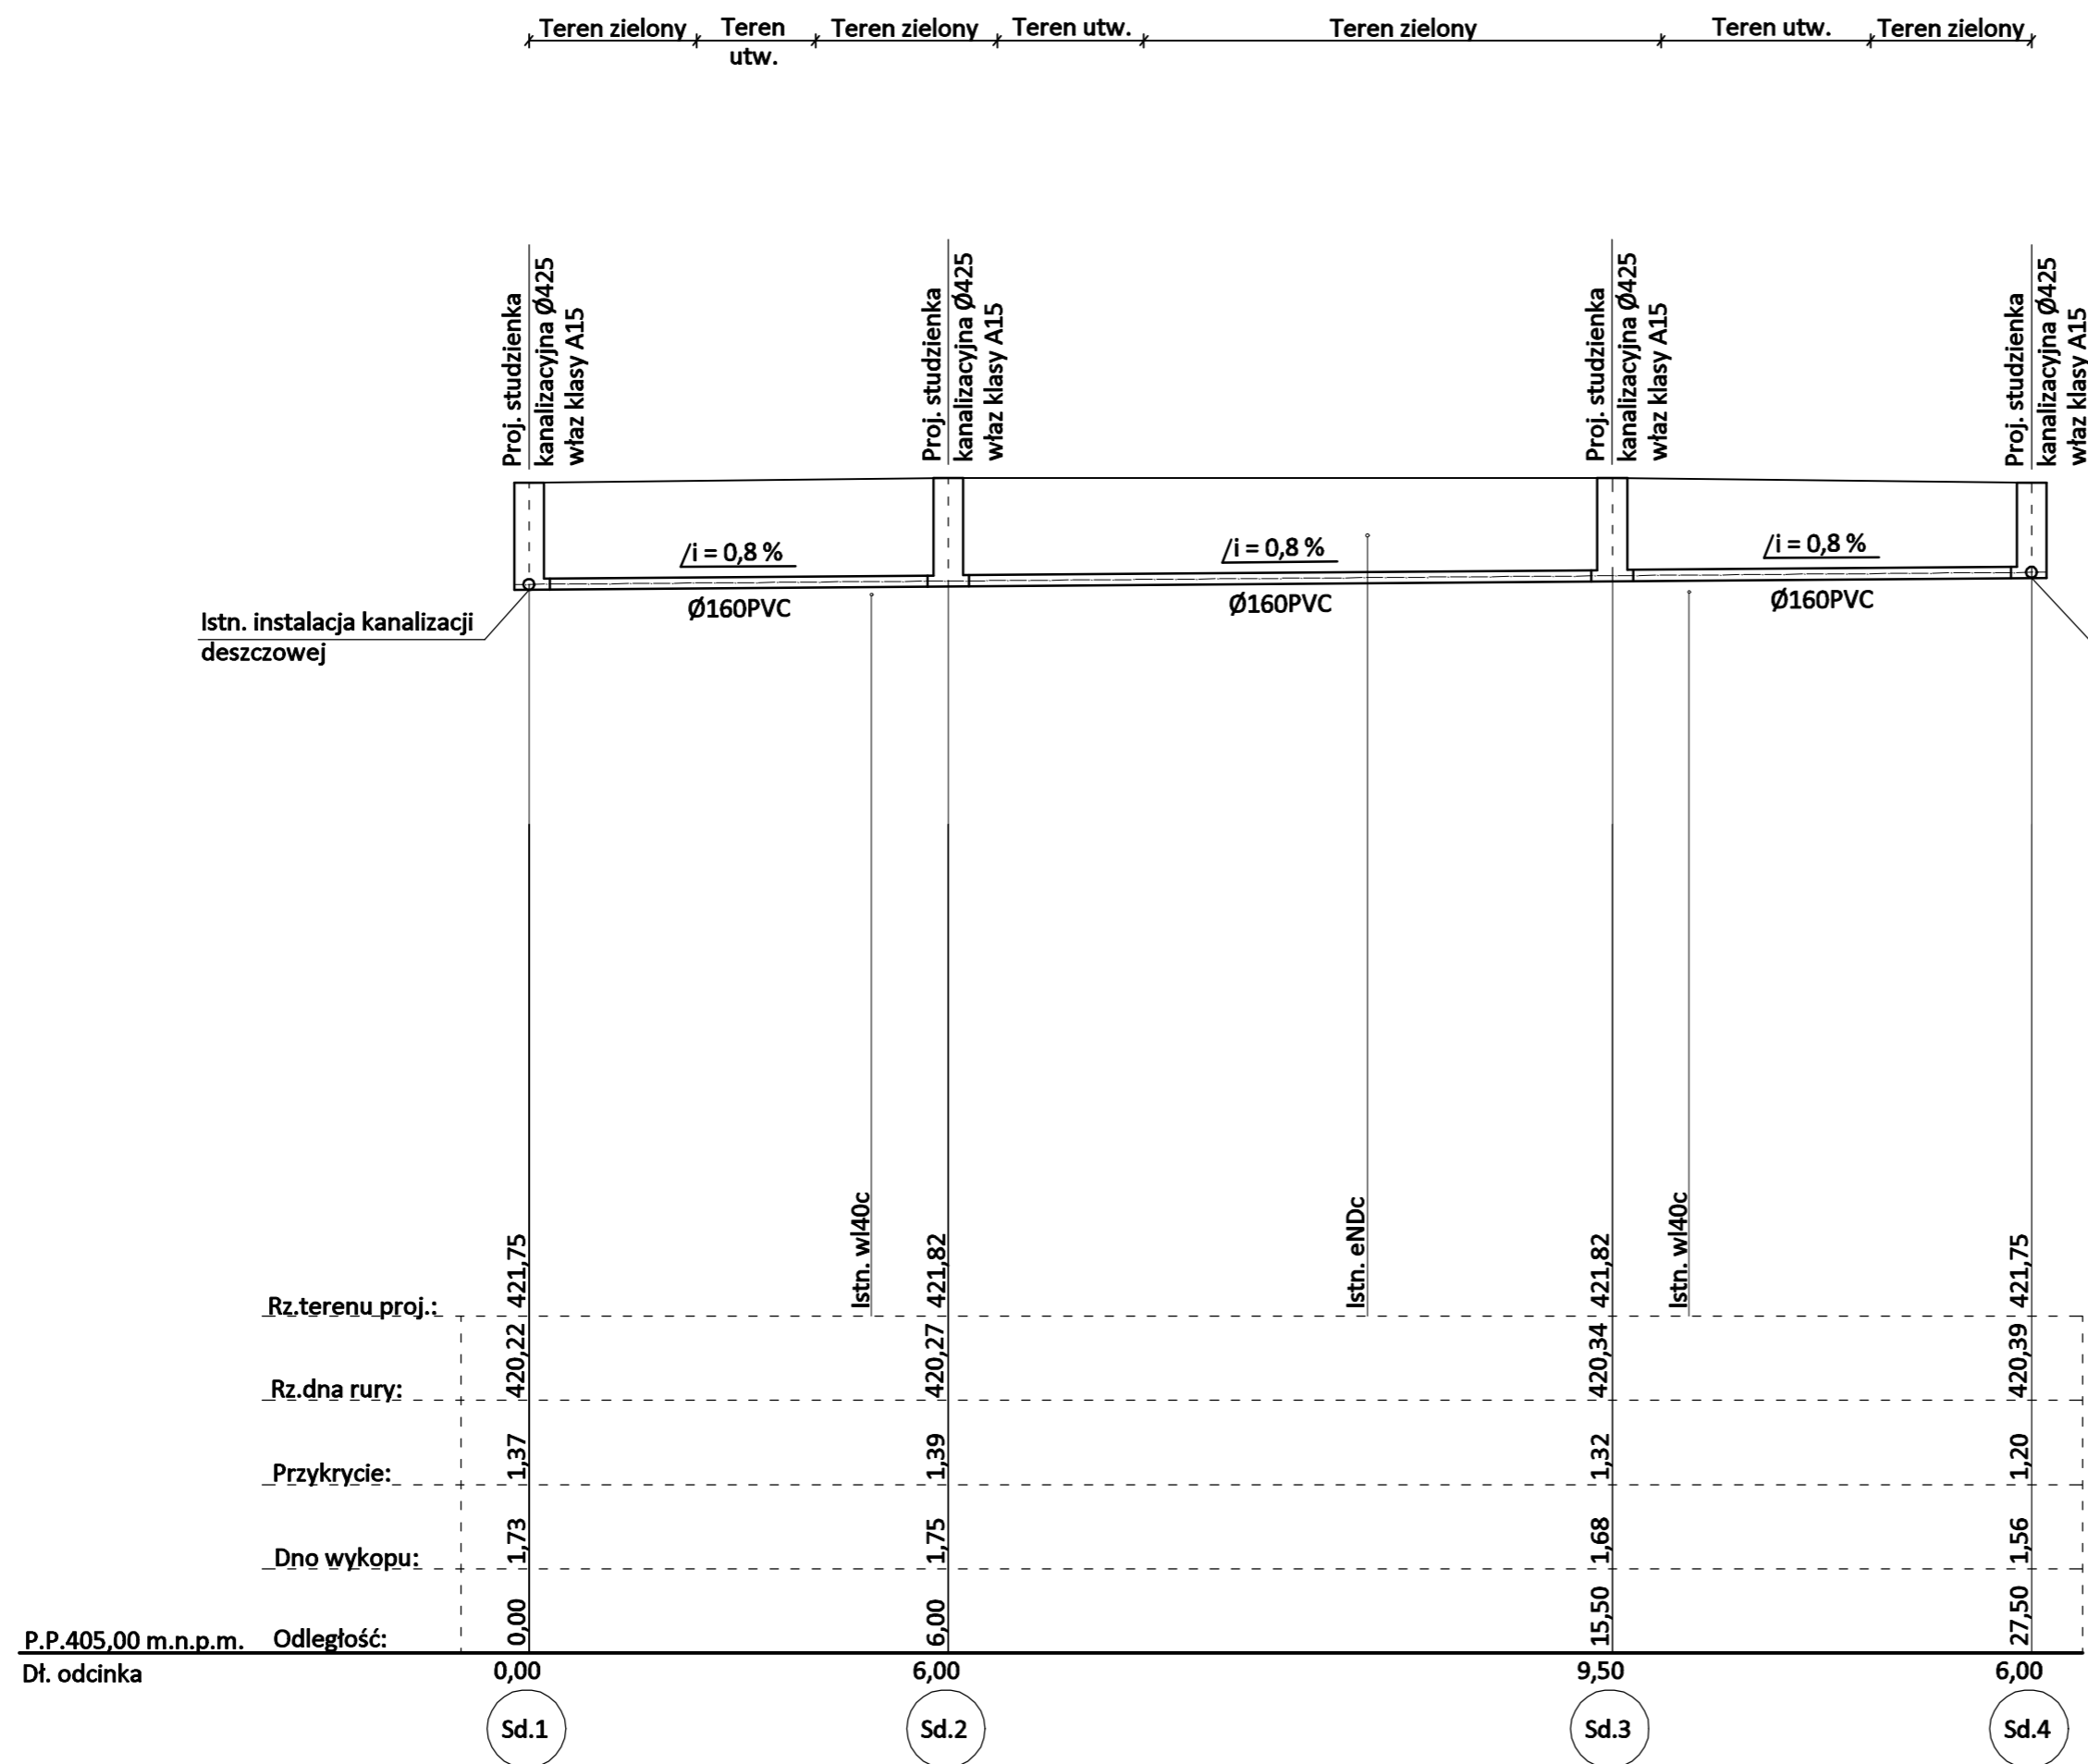 Teren zielony
Teren
utw.
Teren zielony
Teren utw.
Teren zielony
Teren utw.
Teren zielony
Proj. studzienka
kanalizacyjna Ø425
właz klasy A15
Proj. studzienka
kanalizacyjna Ø425
właz klasy A15
Proj. studzienka
kanalizacyjna Ø425
właz klasy A15
Proj. studzienka
kanalizacyjna Ø425
właz klasy A15
/i = 0,8 %
/i = 0,8 %
/i = 0,8 %
Ø160PVC
Ø160PVC
Ø160PVC
Istn. instalacja kanalizacji
deszczowej
Istn. wl40c
Istn. eNDc
Istn. wl40c
Rz.terenu proj.: 421,75 421,82 421,82 421,75
Rz.dna rury: 420,22 420,27 420,34 420,39
Przykrycie: 1,37 1,39 1,32 1,20
Dno wykopu: 1,73 1,75 1,68 1,56
P.P.405,00 m.n.p.m. Odległość: 0,00 6,00 15,50 27,50
Dł. odcinka 0,00 6,00 9,50 6,00
Sd.1 Sd.2 Sd.3 Sd.4